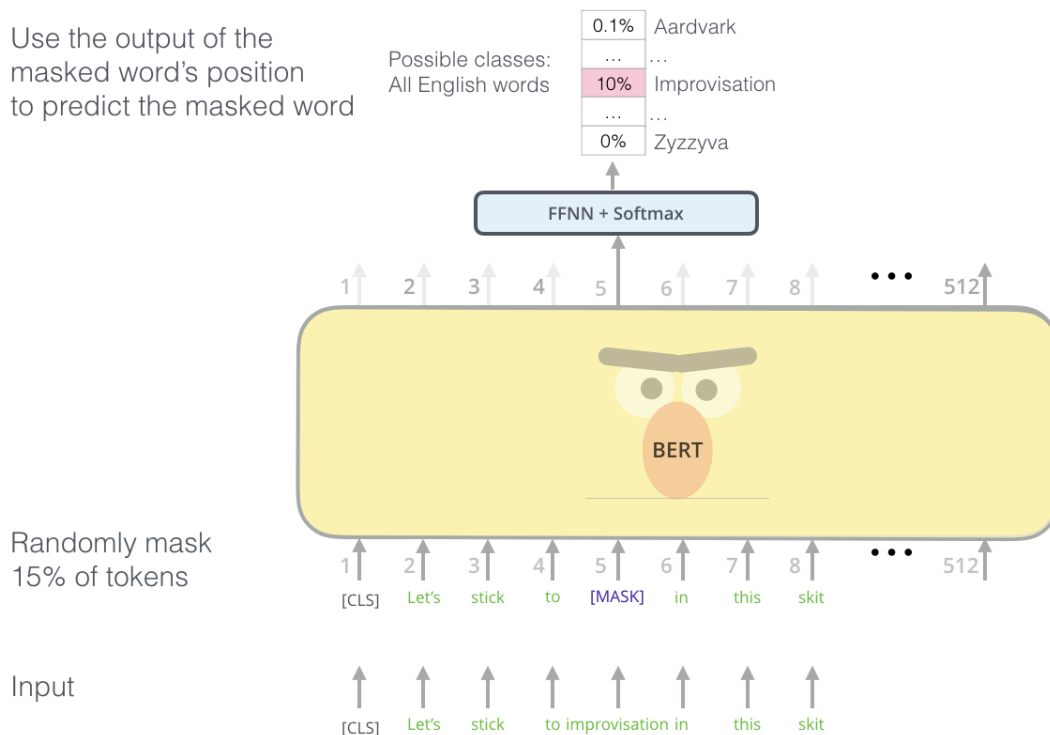 Use the output of the
masked word's position
to predict the masked word
Possible classes:
All English words
0.1% Aardvark
... ...
10% Improvisation
... ...
0% Zyzzyva
FFNN + Softmax
1 2 3 4 5 6 7 8 ... 512
BERT
Randomly mask
15% of tokens
1 2 3 4 5 6 7 8 ... 512
[CLS] Let's stick to [MASK] in this skit
Input
[CLS] Let's stick to improvisation in this skit